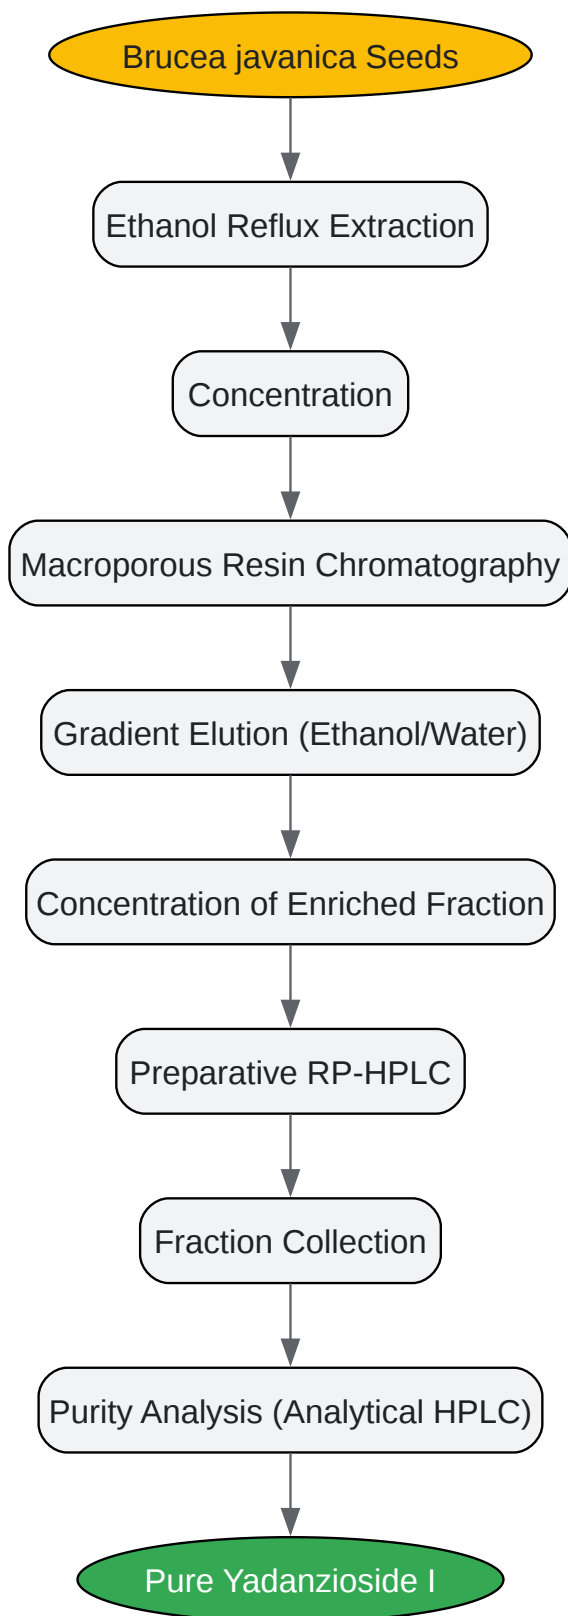 Brucea javanica Seeds
Ethanol Reflux Extraction
Concentration
Macroporous Resin Chromatography
Gradient Elution (Ethanol/Water)
Concentration of Enriched Fraction
Preparative RP-HPLC
Fraction Collection
Purity Analysis (Analytical HPLC)
Pure Yadanzioside I